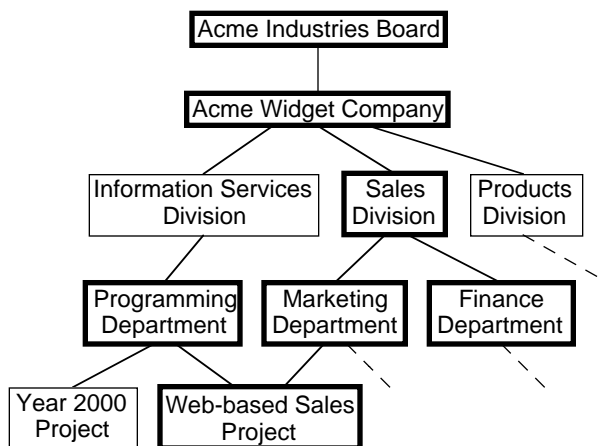 Acme Industries Board
Acme Widget Company
Information Services
Division
Sales
Division
Products
Division
Programming
Department
Marketing
Department
Finance
Department
Year 2000
Project
Web-based Sales
Project